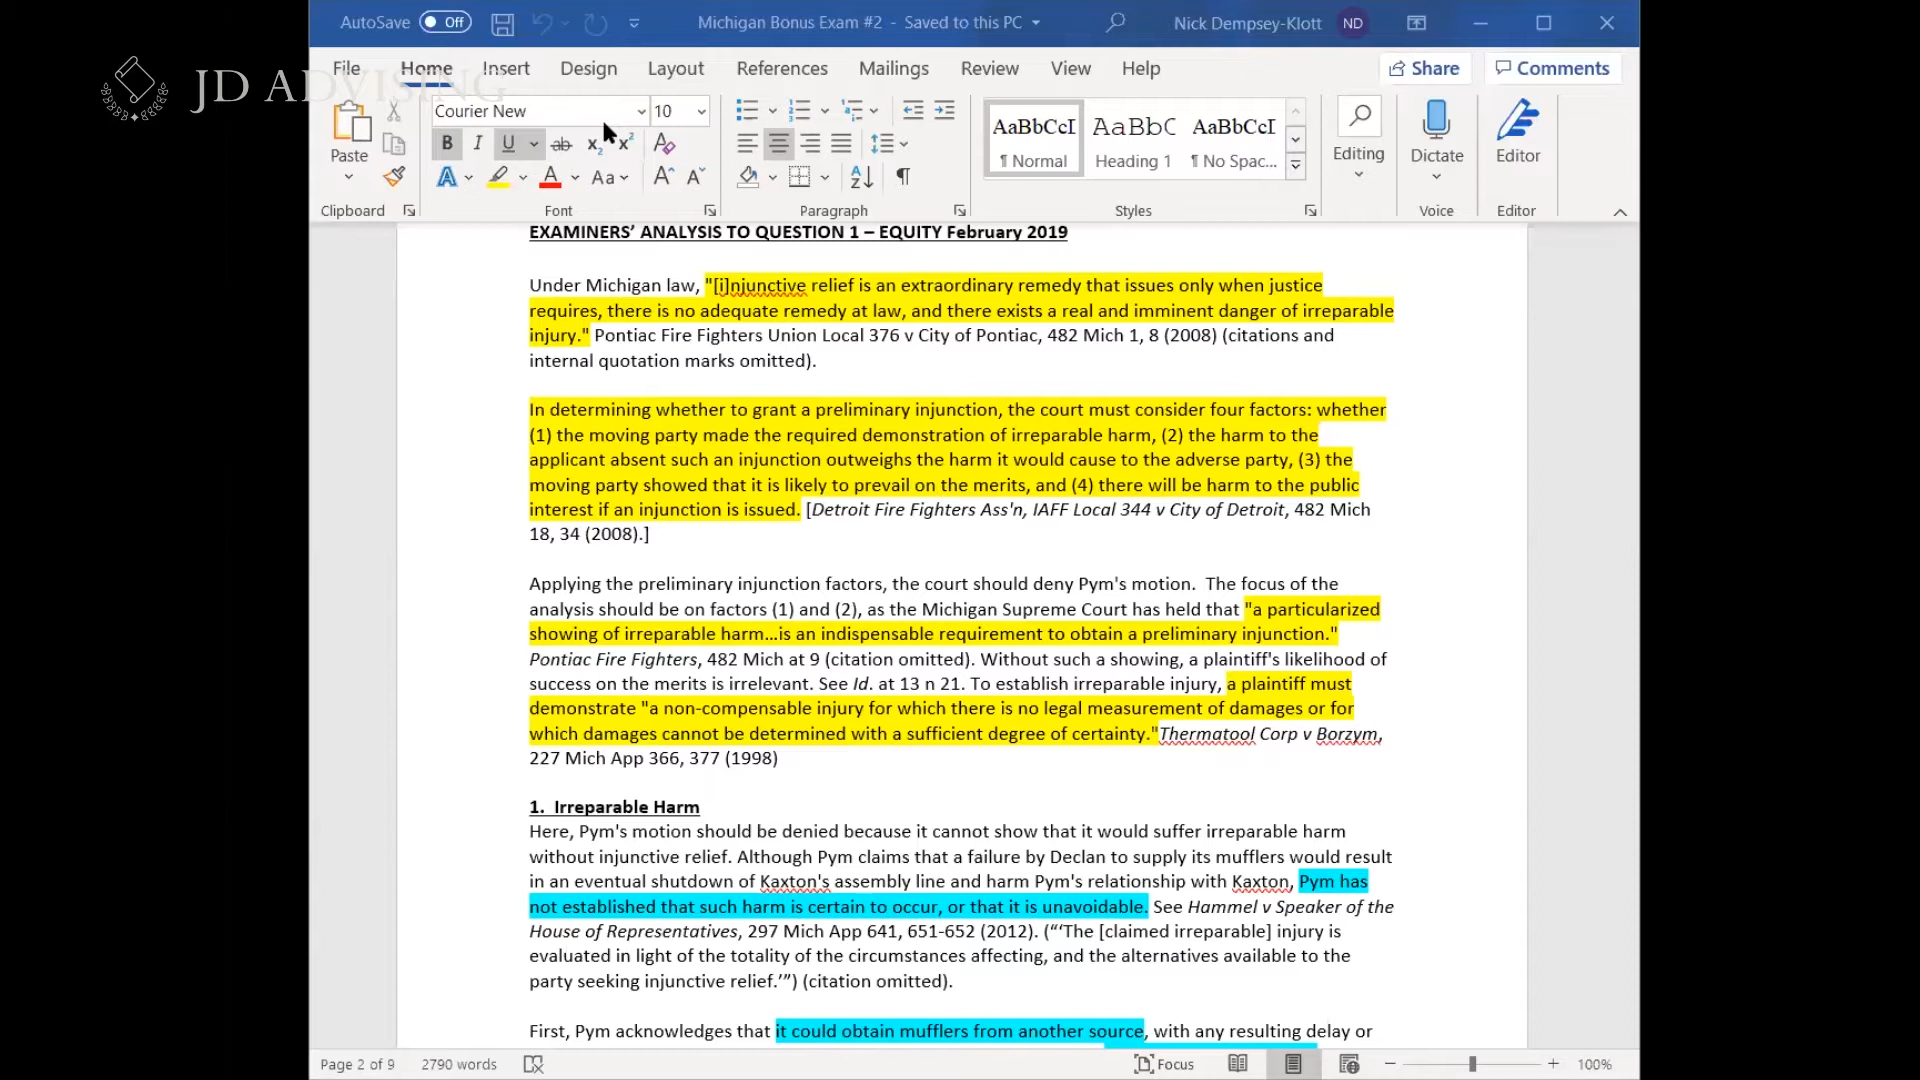 AutoSave Off Michigan Bonus Exam #2 - Saved to this PC Nick Dempsey-Klott ND
JD ADVISING
File Home Insert Design Layout References Mailings Review View Help Share Comments
Courier New 10
Paste
B I U ab x2 x2
A A Aa A A
AaBbCcI AaBbC AaBbCcI
¶ Normal Heading 1 ¶ No Spac...
Editing Dictate Editor
Clipboard Font Paragraph Styles Voice Editor
EXAMINERS' ANALYSIS TO QUESTION 1 – EQUITY February 2019
Under Michigan law, "[i]njunctive relief is an extraordinary remedy that issues only when justice
requires, there is no adequate remedy at law, and there exists a real and imminent danger of irreparable
injury." Pontiac Fire Fighters Union Local 376 v City of Pontiac, 482 Mich 1, 8 (2008) (citations and
internal quotation marks omitted).
In determining whether to grant a preliminary injunction, the court must consider four factors: whether
(1) the moving party made the required demonstration of irreparable harm, (2) the harm to the
applicant absent such an injunction outweighs the harm it would cause to the adverse party, (3) the
moving party showed that it is likely to prevail on the merits, and (4) there will be harm to the public
interest if an injunction is issued. [Detroit Fire Fighters Ass'n, IAFF Local 344 v City of Detroit, 482 Mich
18, 34 (2008).]
Applying the preliminary injunction factors, the court should deny Pym's motion. The focus of the
analysis should be on factors (1) and (2), as the Michigan Supreme Court has held that "a particularized
showing of irreparable harm...is an indispensable requirement to obtain a preliminary injunction."
Pontiac Fire Fighters, 482 Mich at 9 (citation omitted). Without such a showing, a plaintiff's likelihood of
success on the merits is irrelevant. See Id. at 13 n 21. To establish irreparable injury, a plaintiff must
demonstrate "a non-compensable injury for which there is no legal measurement of damages or for
which damages cannot be determined with a sufficient degree of certainty."Thermatool Corp v Borzym,
227 Mich App 366, 377 (1998)
1. Irreparable Harm
Here, Pym's motion should be denied because it cannot show that it would suffer irreparable harm
without injunctive relief. Although Pym claims that a failure by Declan to supply its mufflers would result
in an eventual shutdown of Kaxton's assembly line and harm Pym's relationship with Kaxton, Pym has
not established that such harm is certain to occur, or that it is unavoidable. See Hammel v Speaker of the
House of Representatives, 297 Mich App 641, 651-652 (2012). ("'The [claimed irreparable] injury is
evaluated in light of the totality of the circumstances affecting, and the alternatives available to the
party seeking injunctive relief.'") (citation omitted).
First, Pym acknowledges that it could obtain mufflers from another source, with any resulting delay or
Page 2 of 9 2790 words Focus 100%